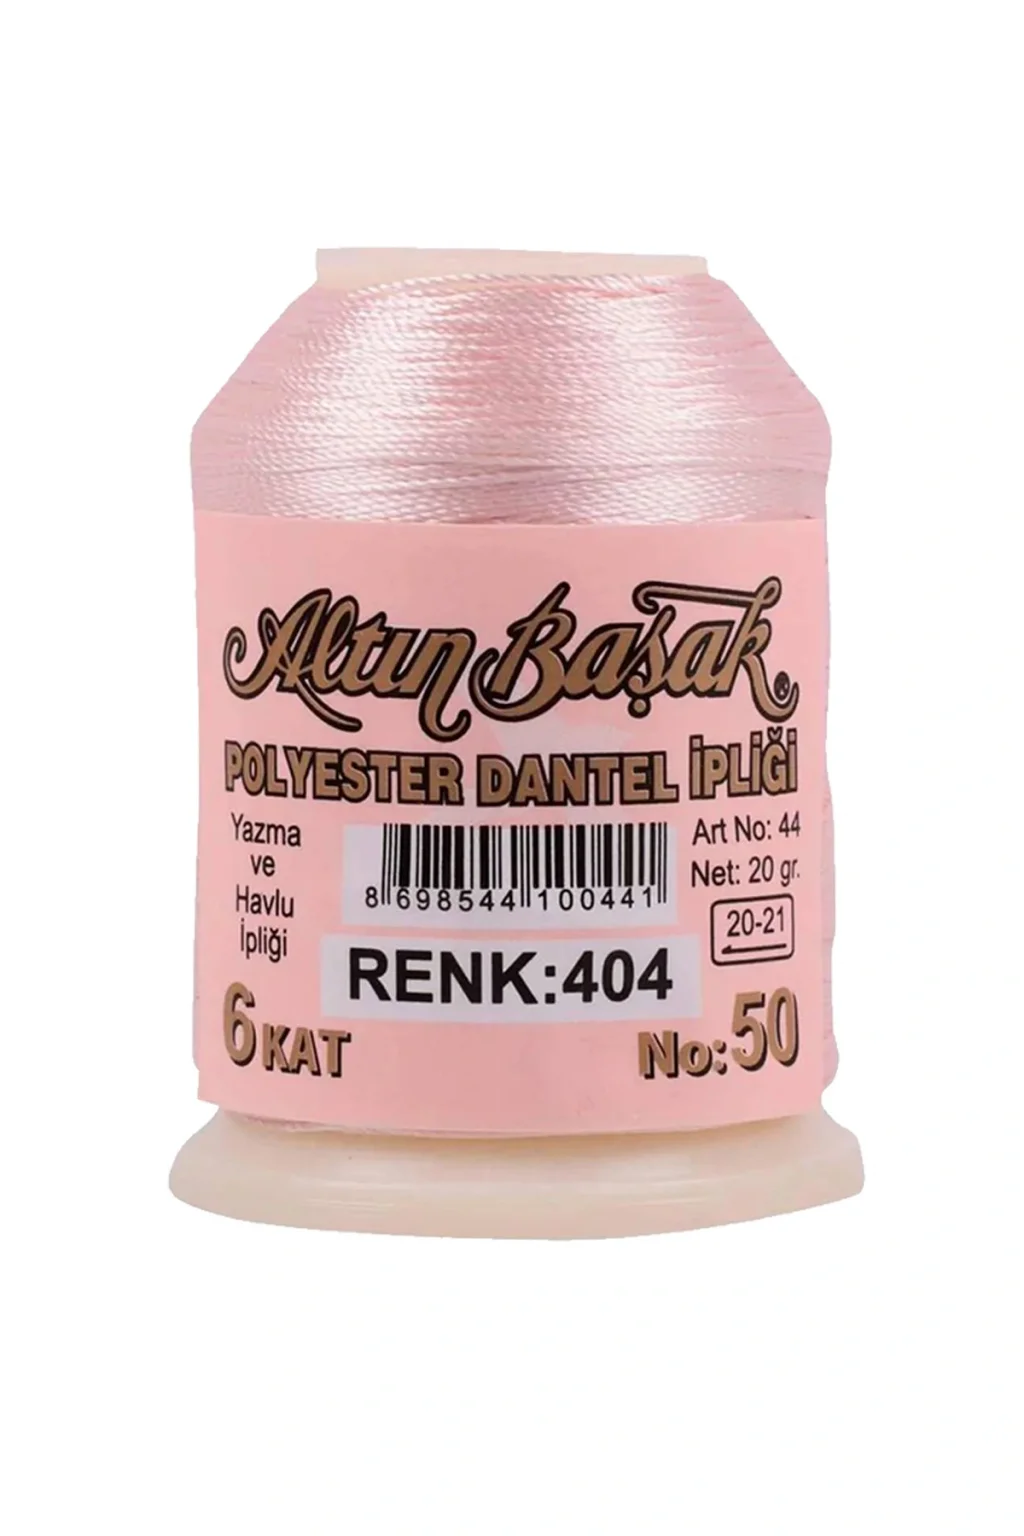 Altın Başak®
POLYESTER DANTEL İPLİĞİ
Yazma
ve
Havlu
İpliği
8 698544 100441
Art No: 44
Net: 20 gr.
20-21
RENK:404
6 KAT
No:50